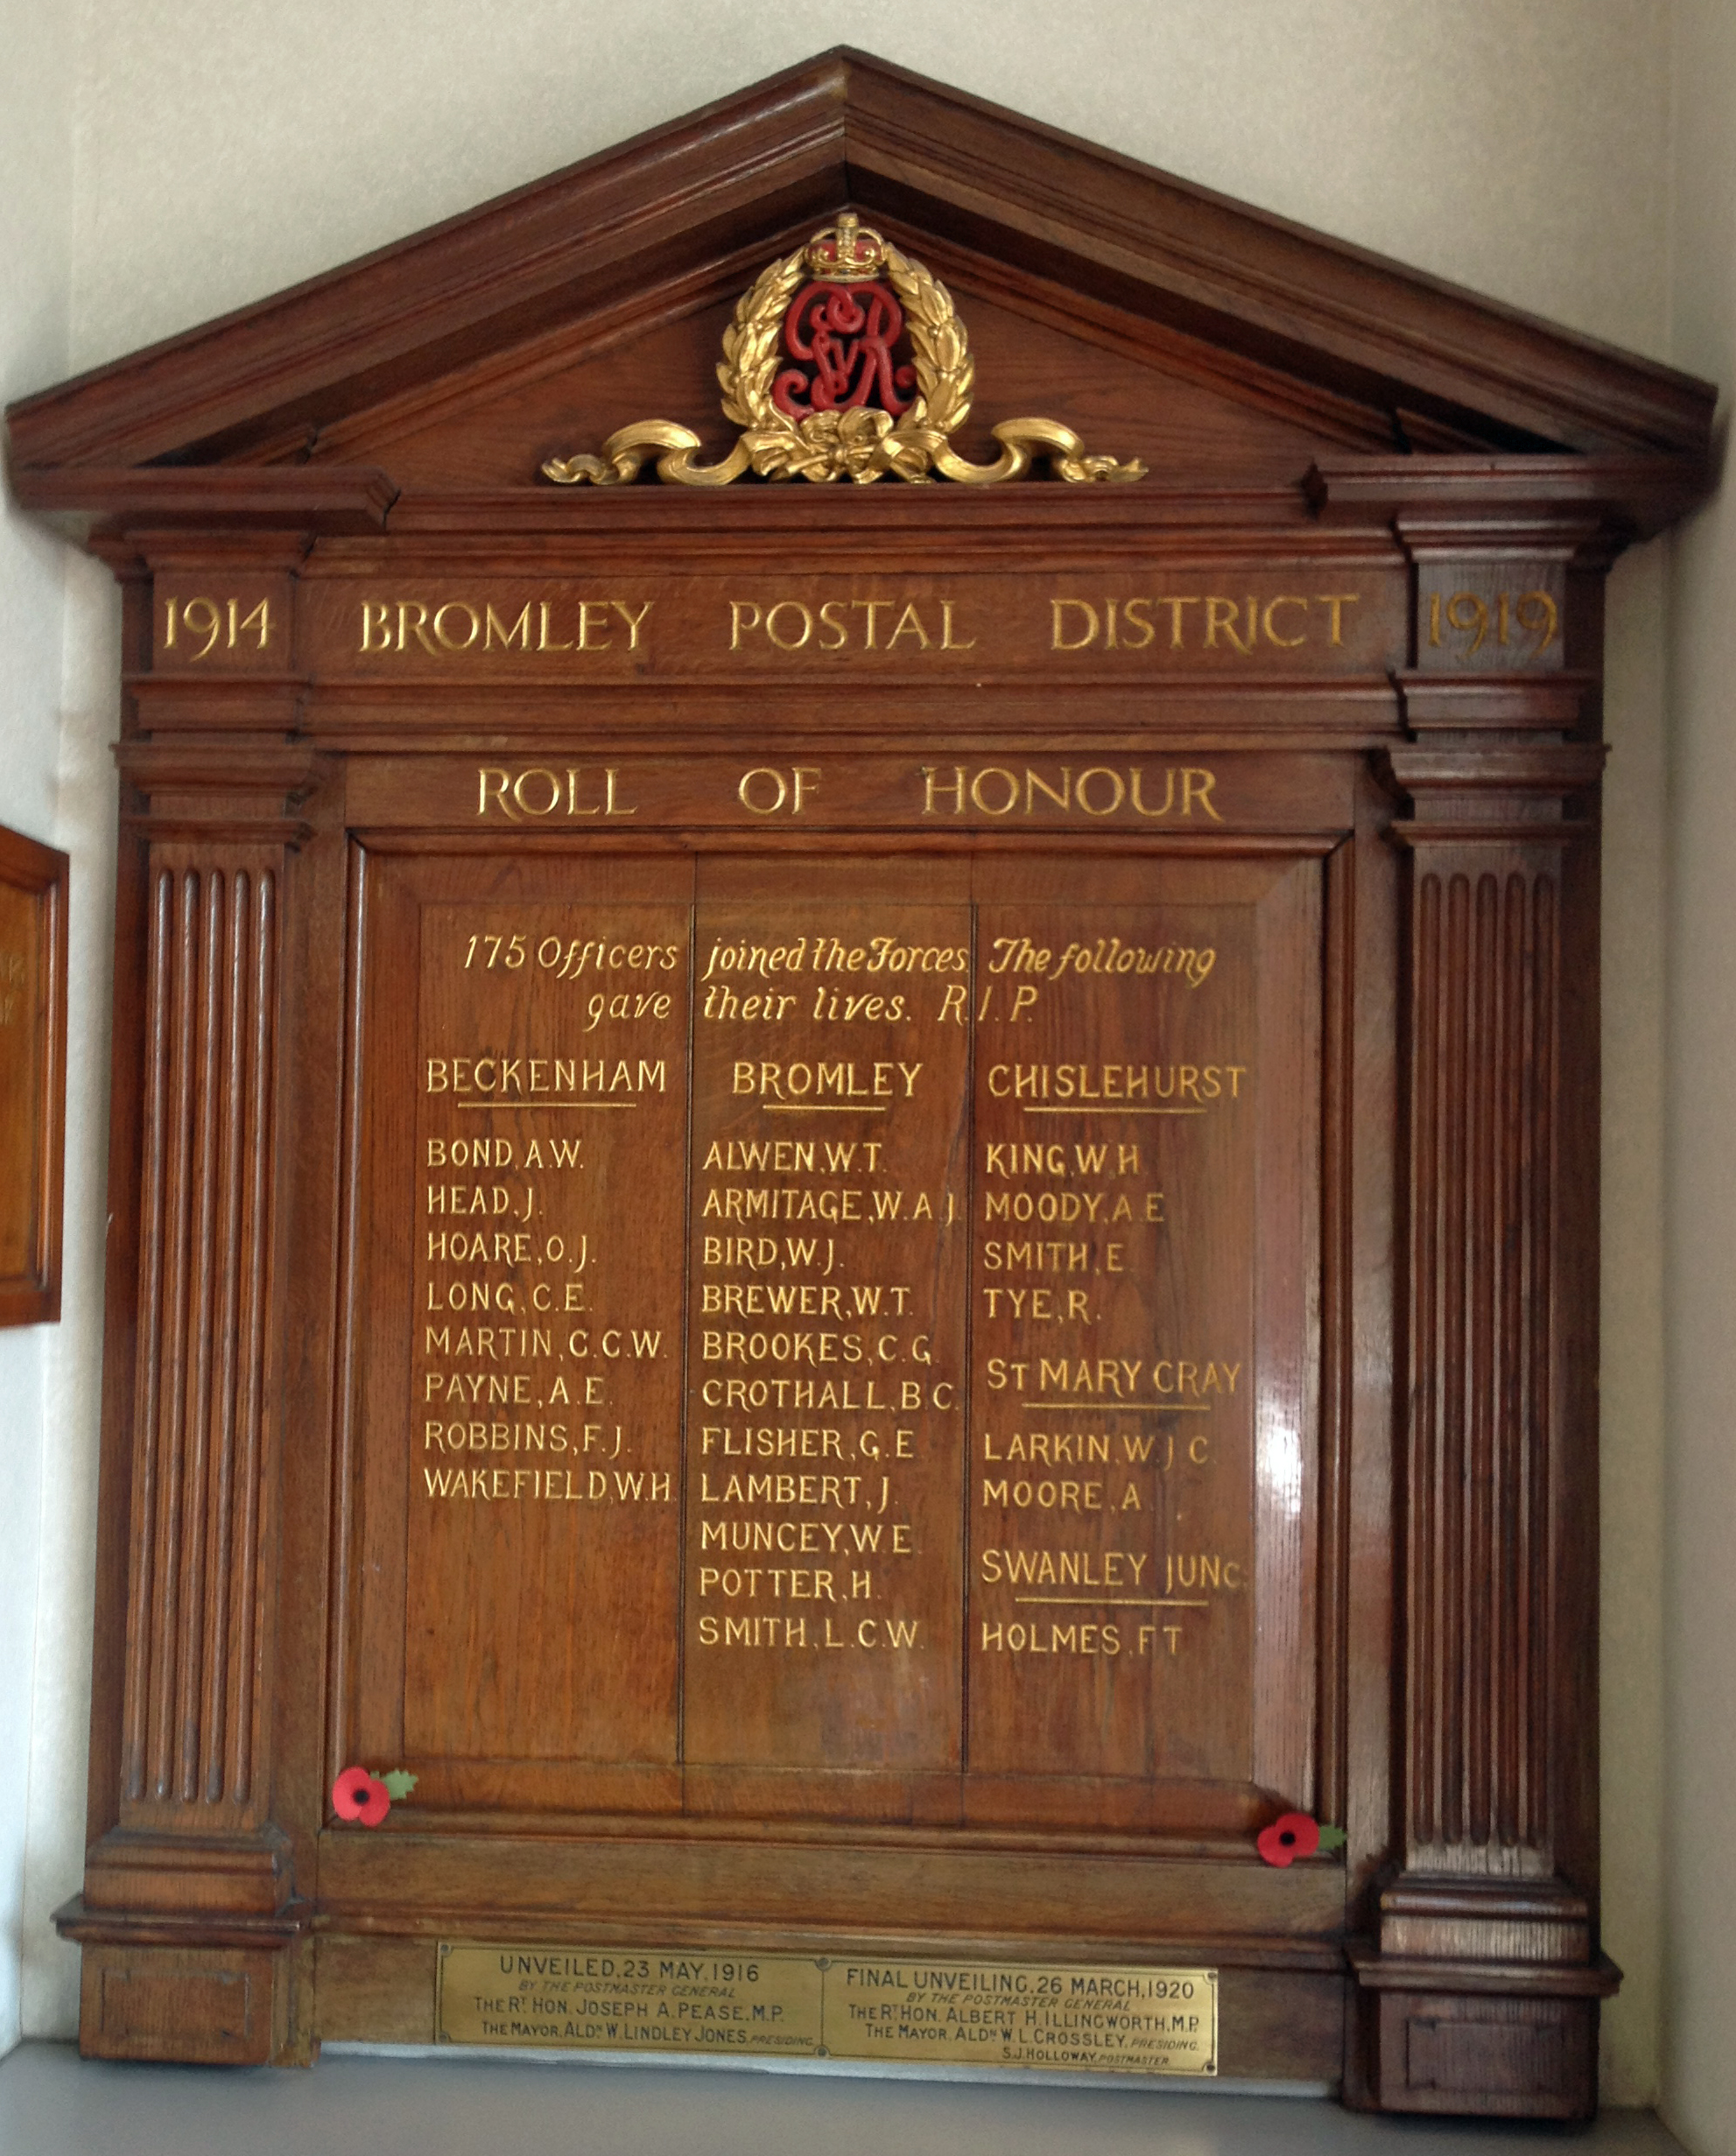 GVR
1914 BROMLEY POSTAL DISTRICT 1919
ROLL OF HONOUR
175 Officers joined the Forces The following
gave their lives. R.I.P.
BECKENHAM
BOND, A.W.
HEAD, J.
HOARE, O.J.
LONG, C.E.
MARTIN, C.C.W.
PAYNE, A.E.
ROBBINS, F.J.
WAKEFIELD, W.H.
BROMLEY
ALWEN, W.T.
ARMITAGE, W.A.J.
BIRD, W.J.
BREWER, W.T.
BROOKES, C.G.
CROTHALL, B.C.
FLISHER, G.E
LAMBERT, J.
MUNCEY, W.E.
POTTER, H.
SMITH, L.C.W.
CHISLEHURST
KING, W.H
MOODY, A.E
SMITH, E.
TYE, R.
ST MARY CRAY
LARKIN, W.J C.
MOORE, A
SWANLEY JUNC.
HOLMES, F T
UNVEILED, 23 MAY, 1916
BY THE POSTMASTER GENERAL
THE RT. HON. JOSEPH A. PEASE, M.P.
THE MAYOR, ALDN W. LINDLEY JONES, PRESIDING.
FINAL UNVEILING, 26 MARCH, 1920
BY THE POSTMASTER GENERAL
THE RT. HON. ALBERT H. ILLINGWORTH, M.P.
THE MAYOR, ALDN W. L. CROSSLEY, PRESIDING.
S.J. HOLLOWAY, POSTMASTER.